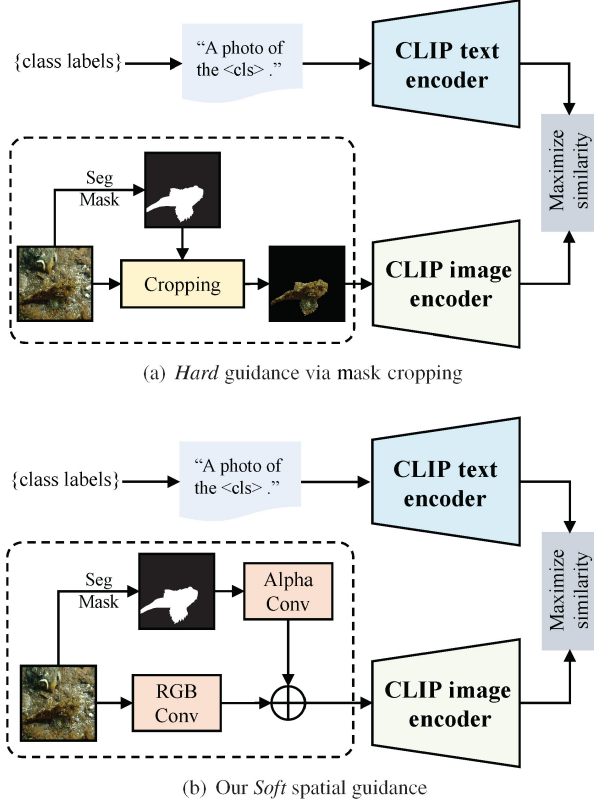 {class labels}
“A photo of
the <cls> .”
CLIP text
encoder
Maximize
similarity
Seg
Mask
Cropping
CLIP image
encoder
(a) Hard guidance via mask cropping
{class labels}
“A photo of
the <cls> .”
CLIP text
encoder
Maximize
similarity
Seg
Mask
Alpha
Conv
RGB
Conv
CLIP image
encoder
(b) Our Soft spatial guidance